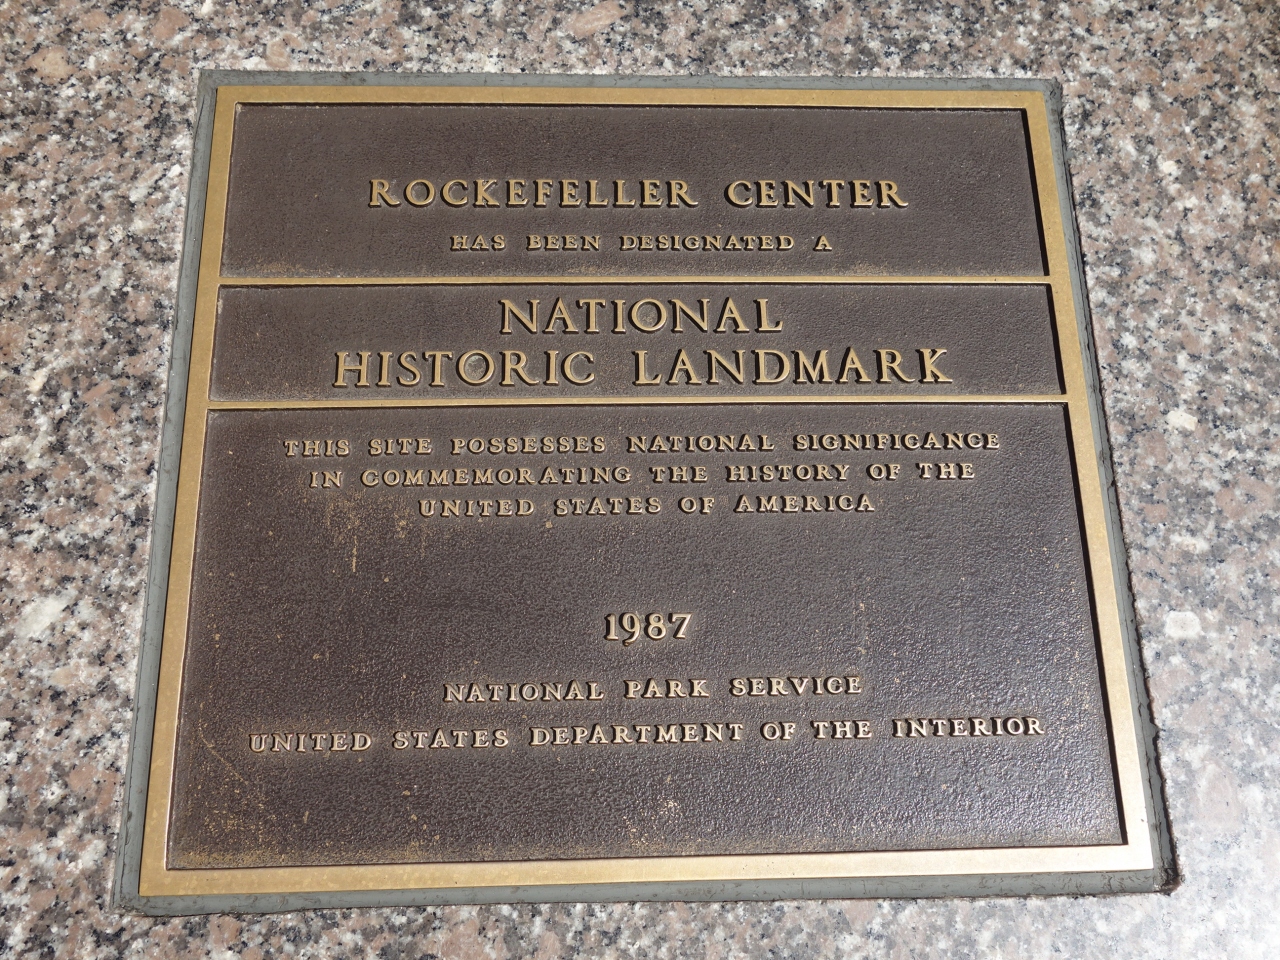 ROCKEFELLER CENTER
HAS BEEN DESIGNATED A
NATIONAL
HISTORIC LANDMARK
THIS SITE POSSESSES NATIONAL SIGNIFICANCE
IN COMMEMORATING THE HISTORY OF THE
UNITED STATES OF AMERICA
1987
NATIONAL PARK SERVICE
UNITED STATES DEPARTMENT OF THE INTERIOR